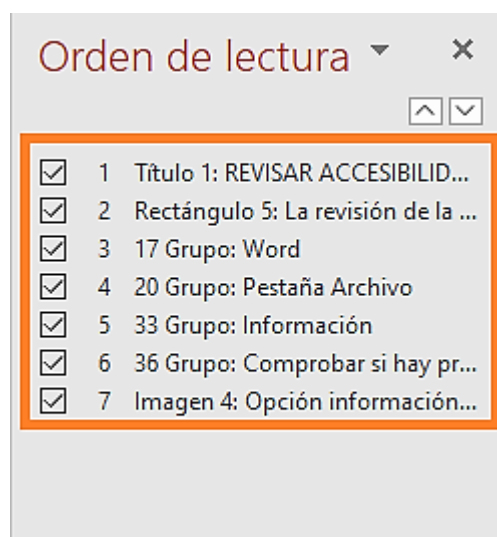 Orden de lectura
1 Título 1: REVISAR ACCESIBILID...
2 Rectángulo 5: La revisión de la ...
3 17 Grupo: Word
4 20 Grupo: Pestaña Archivo
5 33 Grupo: Información
6 36 Grupo: Comprobar si hay pr...
7 Imagen 4: Opción información...